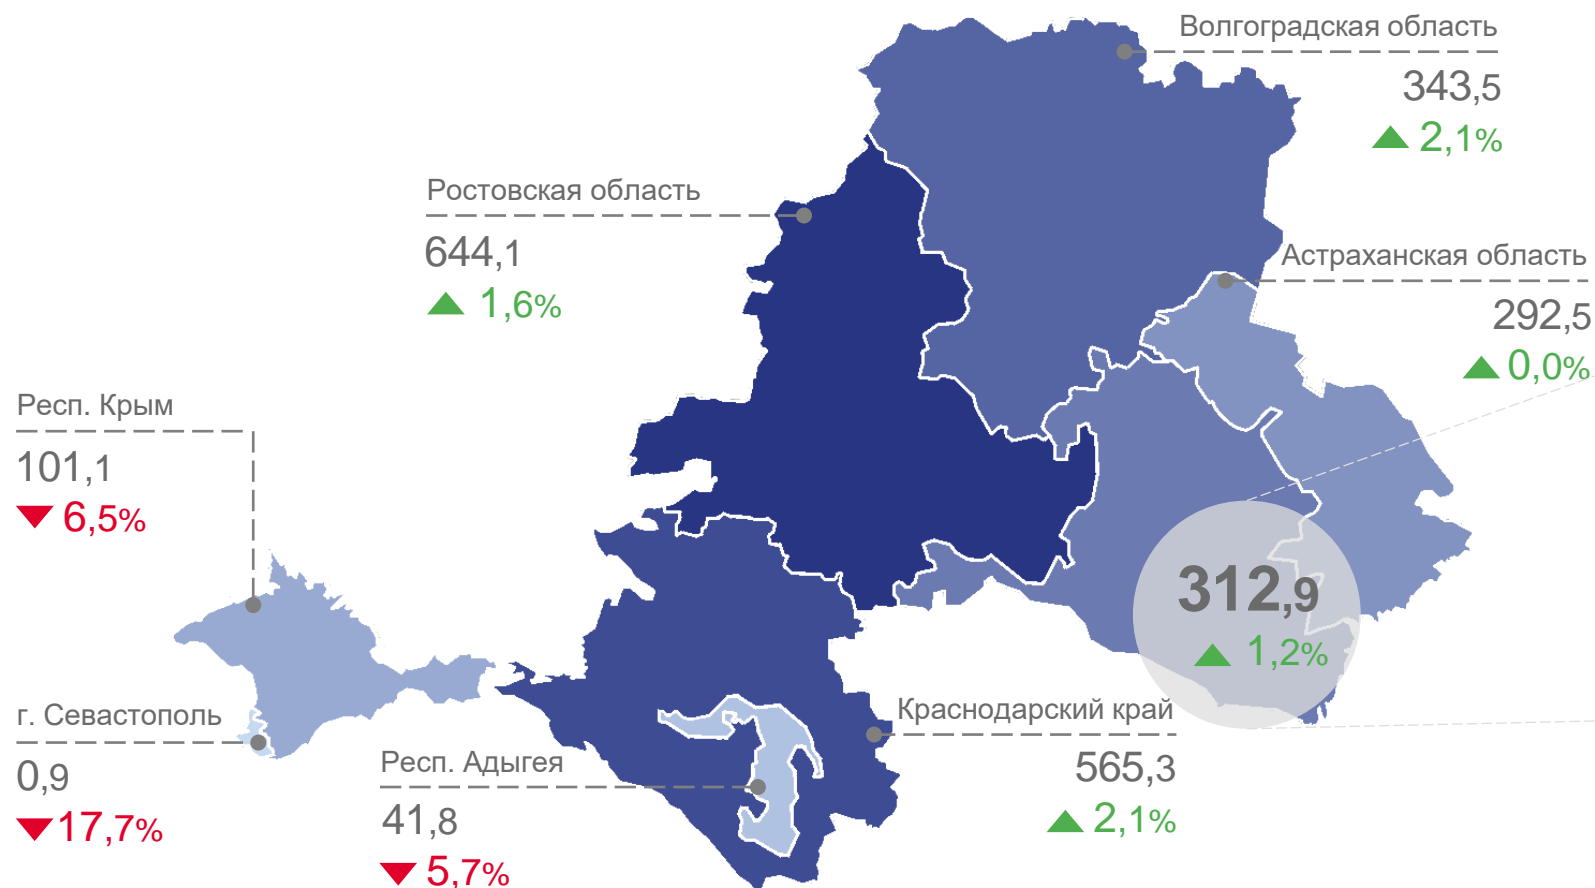 Волгоградская область
343,5
▲ 2,1%
Ростовская область
644,1
▲ 1,6%
Астраханская область
292,5
▲ 0,0%
Респ. Крым
101,1
▼ 6,5%
312,9
▲ 1,2%
г. Севастополь
0,9
▼ 17,7%
Респ. Адыгея
41,8
▼ 5,7%
Краснодарский край
565,3
▲ 2,1%